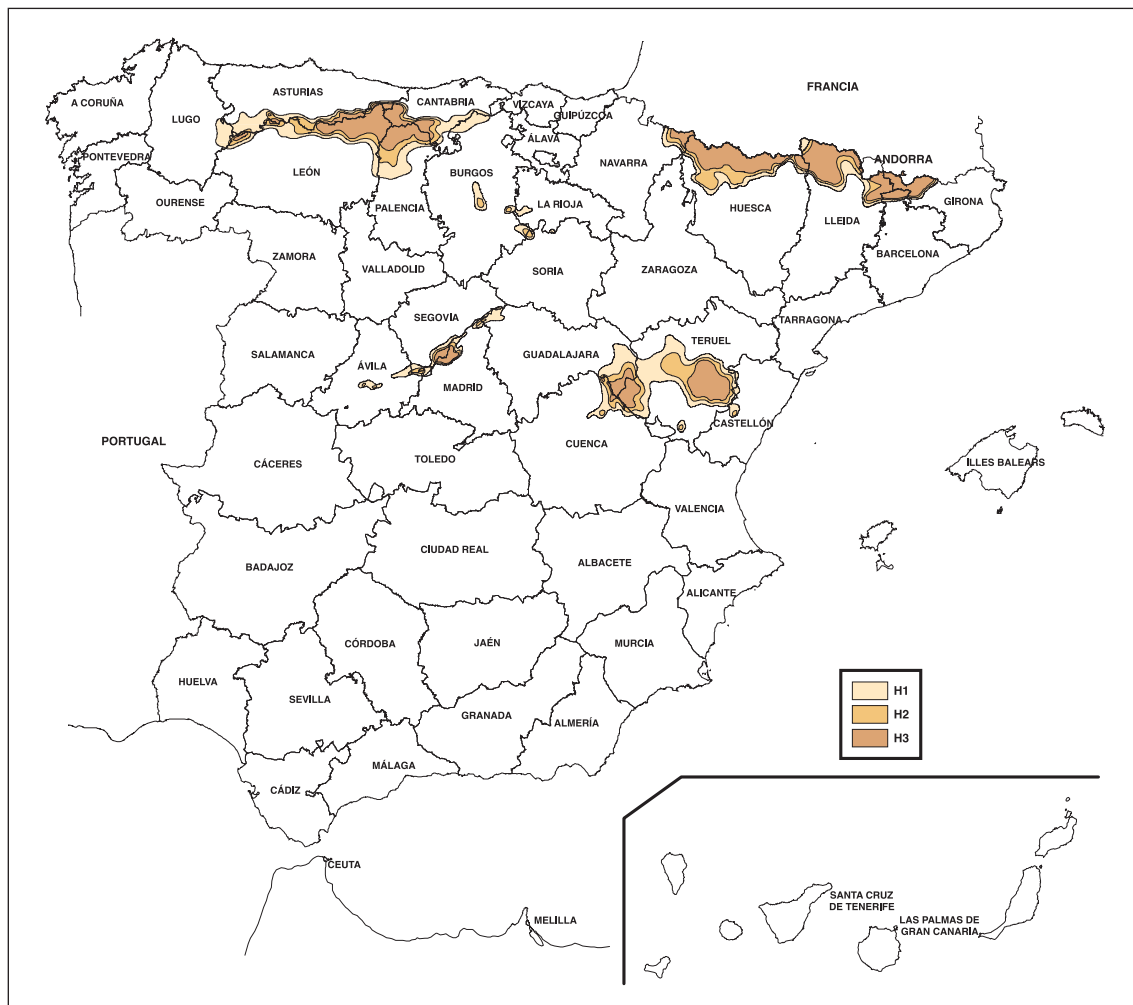 FRANCIA
ASTURIAS
CANTABRIA
VIZCAYA
A CORUÑA
GUIPÚZCOA
LUGO
ÁLAVA
PONTEVEDRA
NAVARRA
ANDORRA
LEÓN
BURGOS
OURENSE
PALENCIA
LA RIOJA
HUESCA
GIRONA
LLEIDA
ZAMORA
BARCELONA
VALLADOLID
SORIA
ZARAGOZA
SEGOVIA
TARRAGONA
TERUEL
SALAMANCA
GUADALAJARA
ÁVILA
MADRÍD
CASTELLÓN
PORTUGAL
CUENCA
TOLEDO
CÁCERES
ILLES BALEARS
VALENCIA
CIUDAD REAL
ALBACETE
BADAJOZ
ALICANTE
CÓRDOBA
JAÉN
MURCIA
HUELVA
SEVILLA
GRANADA
ALMERÍA
H1
H2
H3
MÁLAGA
CÁDIZ
CEUTA
MELILLA
SANTA CRUZ
DE TENERIFE
LAS PALMAS DE
GRAN CANARIA